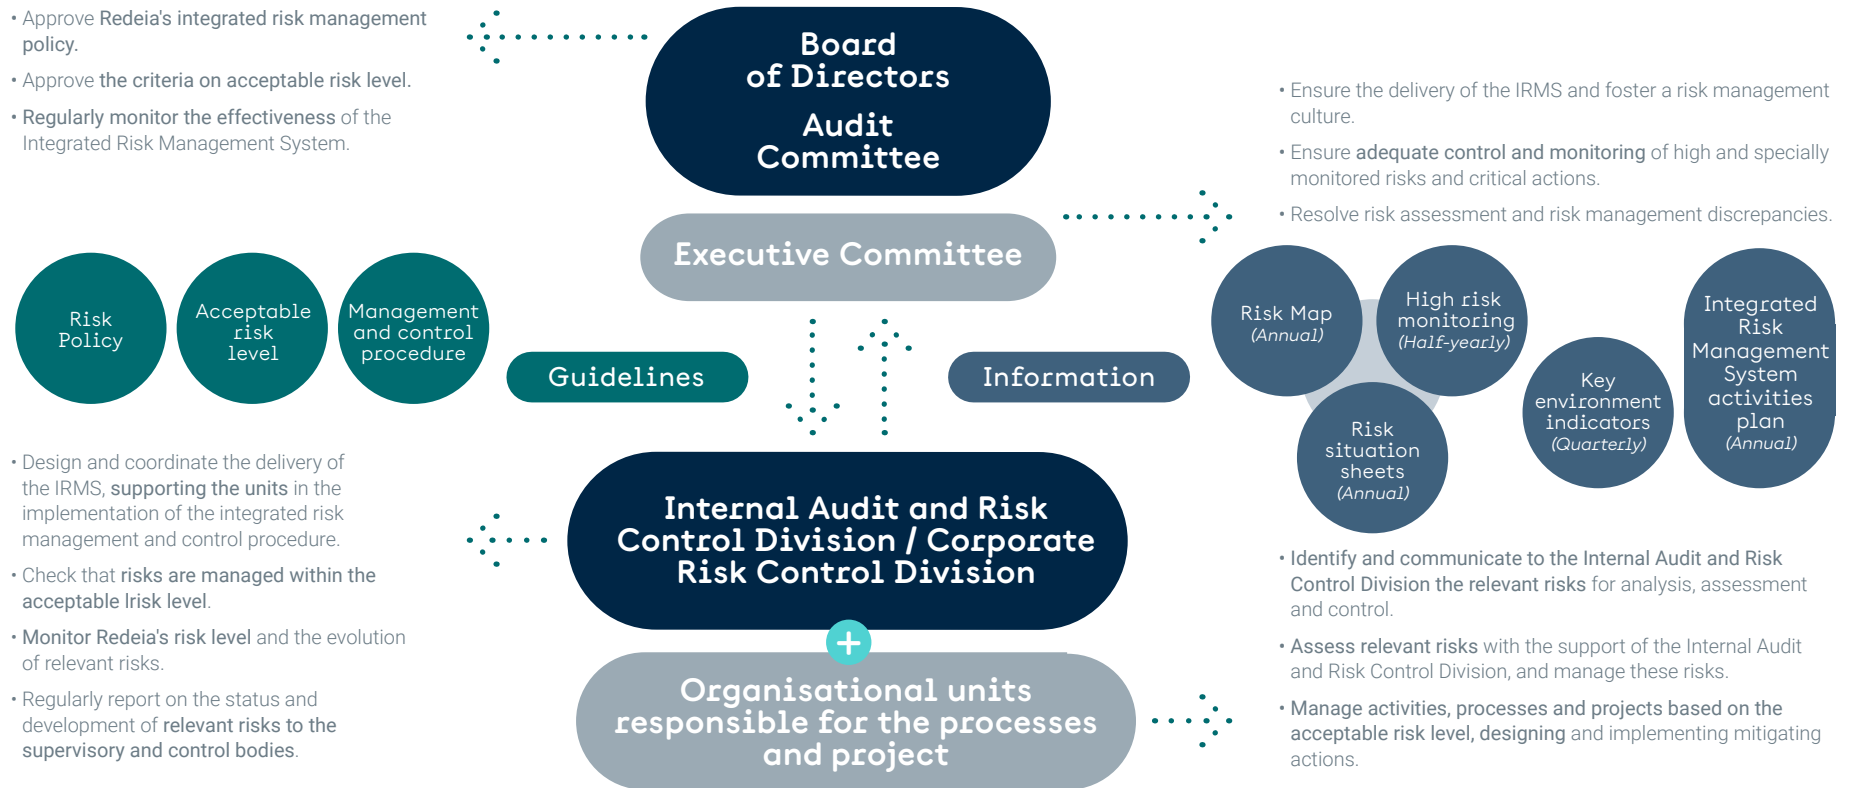 • Approve Redeia's integrated risk management
policy.
• Approve the criteria on acceptable risk level.
• Regularly monitor the effectiveness of the
Integrated Risk Management System.
Board
of Directors
Audit
Committee
Executive Committee
• Ensure the delivery of the IRMS and foster a risk management
culture.
• Ensure adequate control and monitoring of high and specially
monitored risks and critical actions.
• Resolve risk assessment and risk management discrepancies.
Risk
Policy
Acceptable
risk
level
Management
and control
procedure
Guidelines
Information
Risk Map
(Annual)
High risk
monitoring
(Half-yearly)
Risk
situation
sheets
(Annual)
Key
environment
indicators
(Quarterly)
Integrated
Risk
Management
System
activities
plan
(Annual)
• Design and coordinate the delivery of
the IRMS, supporting the units in the
implementation of the integrated risk
management and control procedure.
• Check that risks are managed within the
acceptable lrisk level.
• Monitor Redeia's risk level and the evolution
of relevant risks.
• Regularly report on the status and
development of relevant risks to the
supervisory and control bodies.
Internal Audit and Risk
Control Division / Corporate
Risk Control Division
+
Organisational units
responsible for the processes
and project
• Identify and communicate to the Internal Audit and Risk
Control Division the relevant risks for analysis, assessment
and control.
• Assess relevant risks with the support of the Internal Audit
and Risk Control Division, and manage these risks.
• Manage activities, processes and projects based on the
acceptable risk level, designing and implementing mitigating
actions.